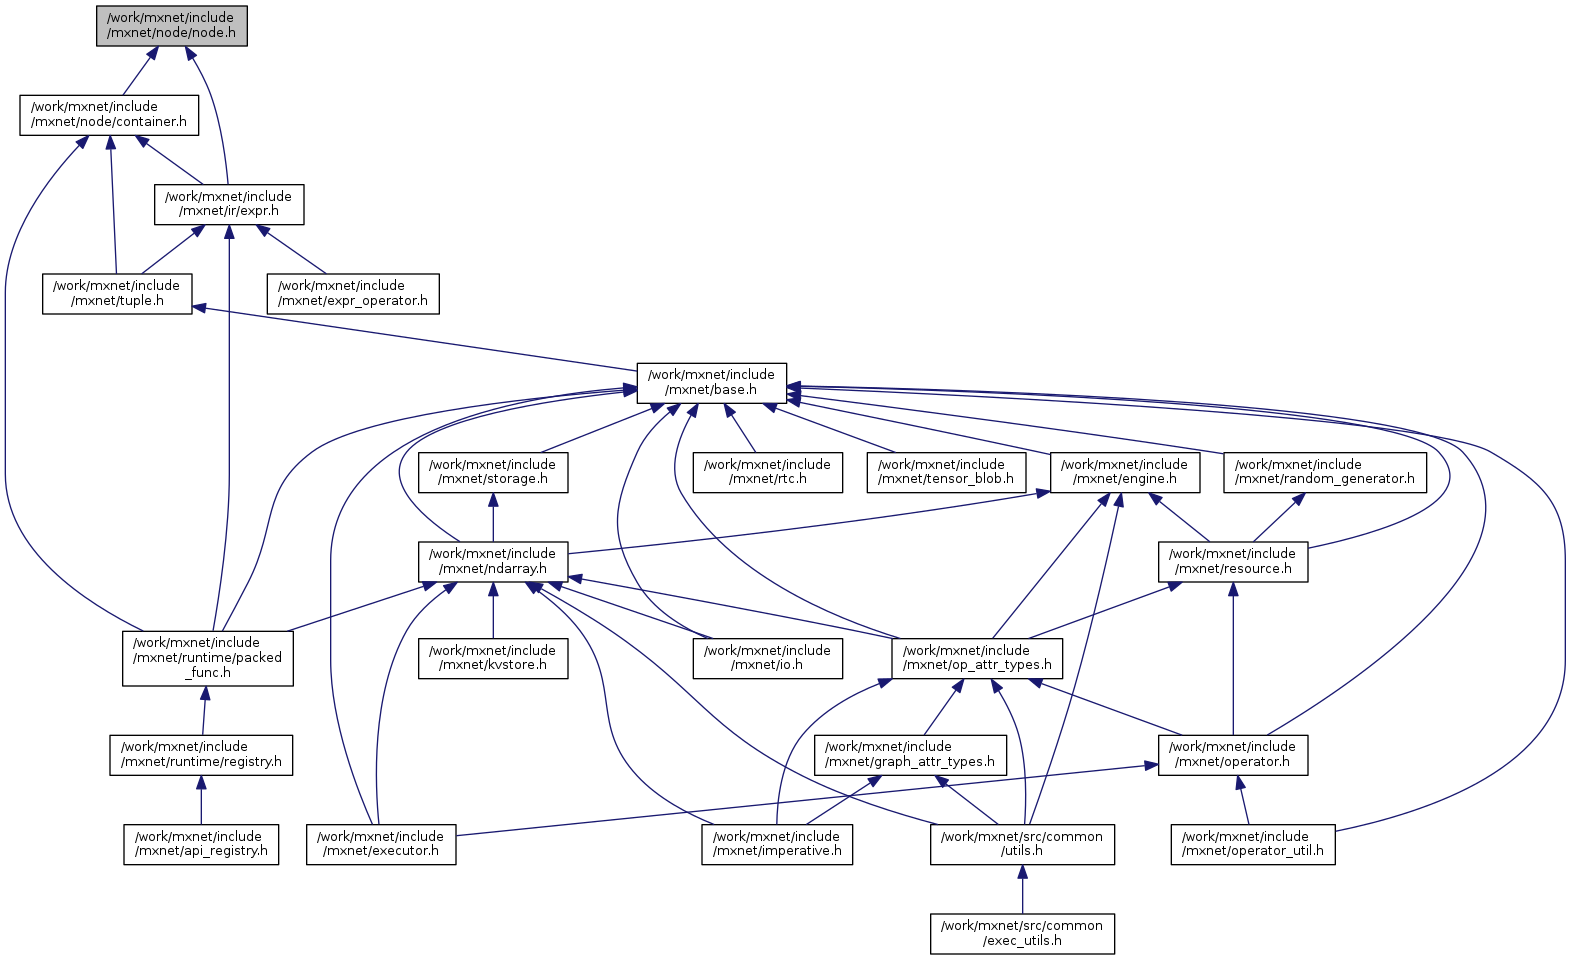 /work/mxnet/include
/mxnet/node/node.h
/work/mxnet/include
/mxnet/node/container.h
/work/mxnet/include
/mxnet/ir/expr.h
/work/mxnet/include
/mxnet/tuple.h
/work/mxnet/include
/mxnet/expr_operator.h
/work/mxnet/include
/mxnet/base.h
/work/mxnet/include
/mxnet/storage.h
/work/mxnet/include
/mxnet/rtc.h
/work/mxnet/include
/mxnet/tensor_blob.h
/work/mxnet/include
/mxnet/engine.h
/work/mxnet/include
/mxnet/random_generator.h
/work/mxnet/include
/mxnet/ndarray.h
/work/mxnet/include
/mxnet/resource.h
/work/mxnet/include
/mxnet/runtime/packed
_func.h
/work/mxnet/include
/mxnet/kvstore.h
/work/mxnet/include
/mxnet/io.h
/work/mxnet/include
/mxnet/op_attr_types.h
/work/mxnet/include
/mxnet/runtime/registry.h
/work/mxnet/include
/mxnet/graph_attr_types.h
/work/mxnet/include
/mxnet/operator.h
/work/mxnet/include
/mxnet/api_registry.h
/work/mxnet/include
/mxnet/executor.h
/work/mxnet/include
/mxnet/imperative.h
/work/mxnet/src/common
/utils.h
/work/mxnet/include
/mxnet/operator_util.h
/work/mxnet/src/common
/exec_utils.h